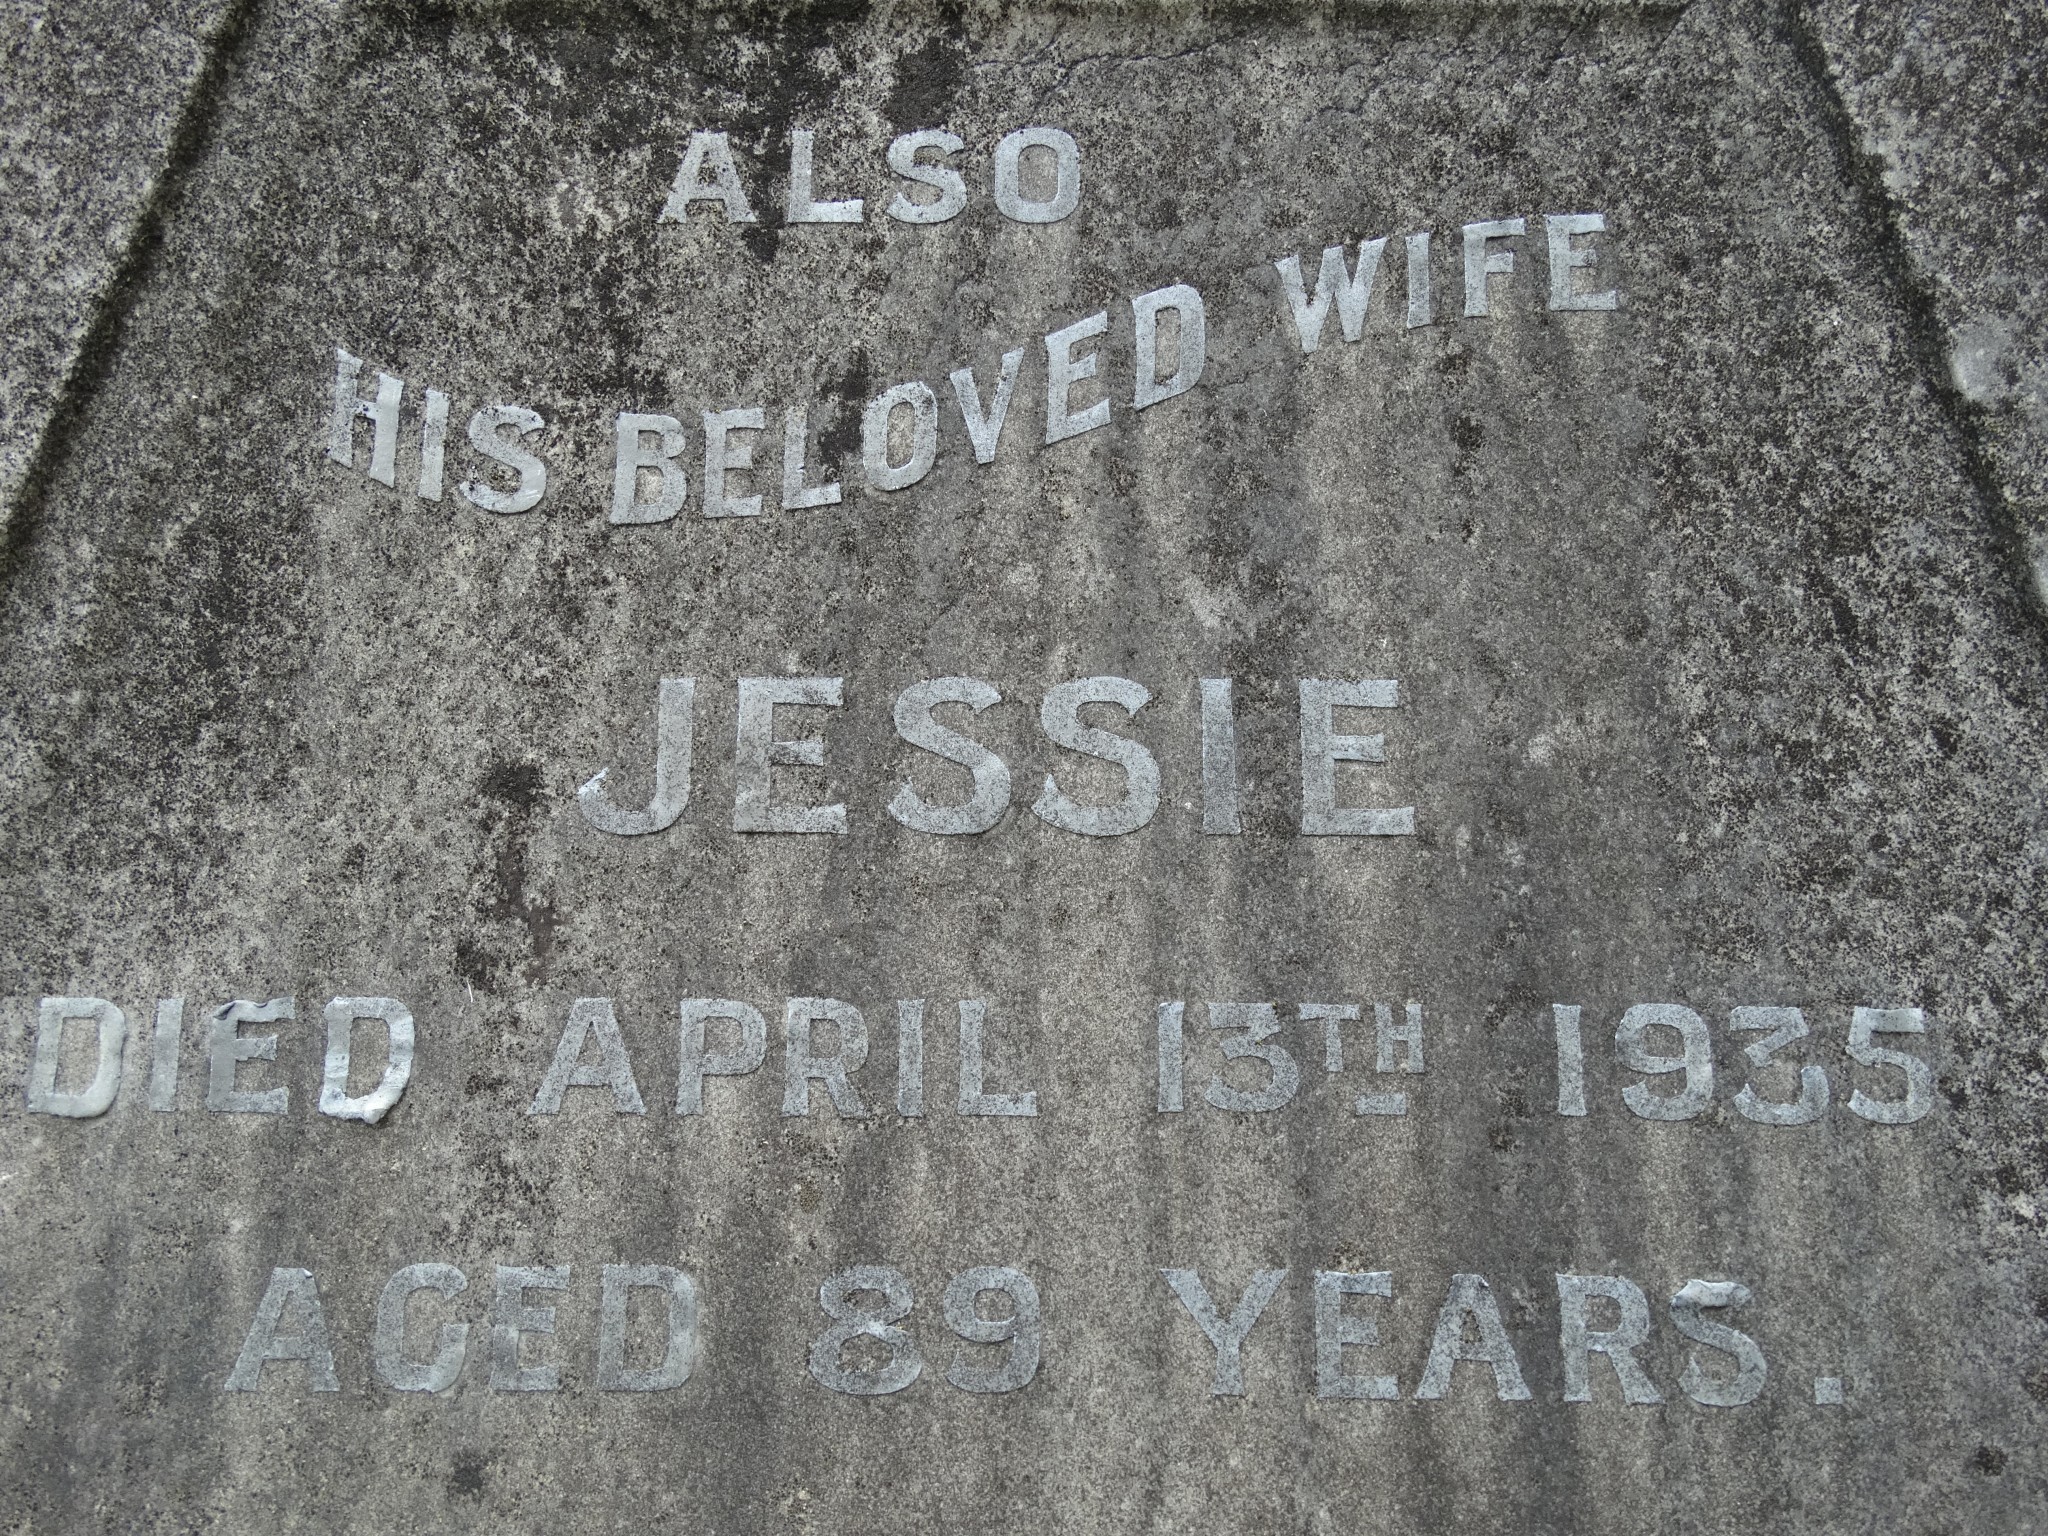 ALSO
HIS BELOVED WIFE
JESSIE
DIED APRIL 13TH 1935
AGED 89 YEARS.